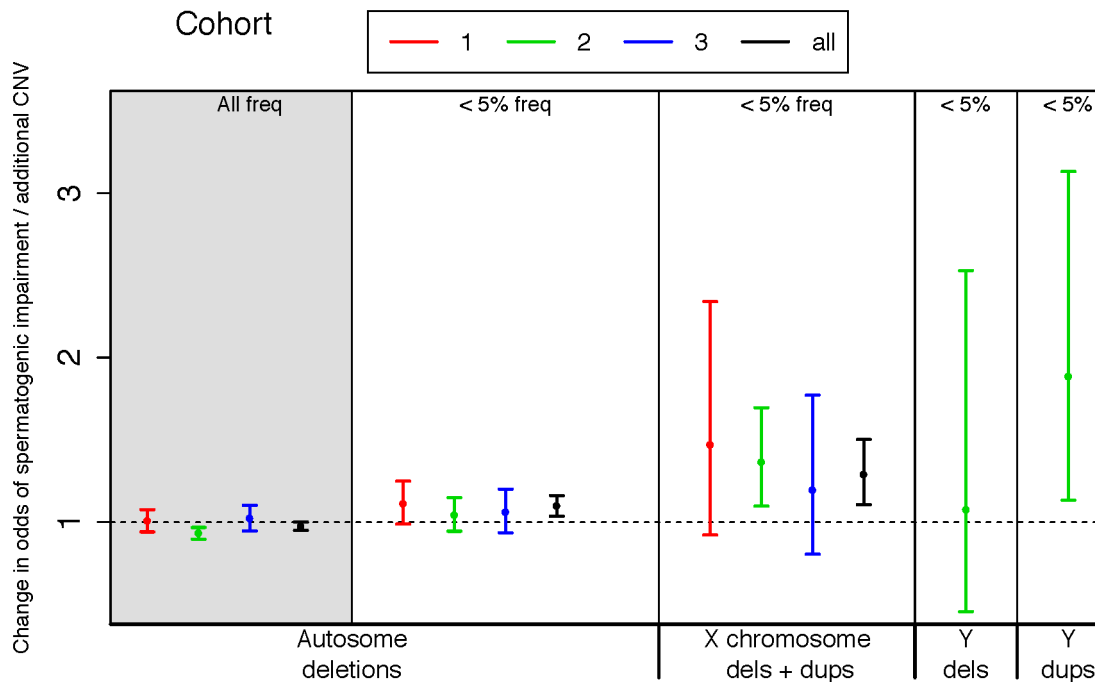 Cohort
1 2 3 all
All freq
< 5% freq
< 5% freq
< 5%
< 5%
Change in odds of spermatogenic impairment / additional CNV
3
2
1
Autosome
deletions
X chromosome
dels + dups
Y
dels
Y
dups